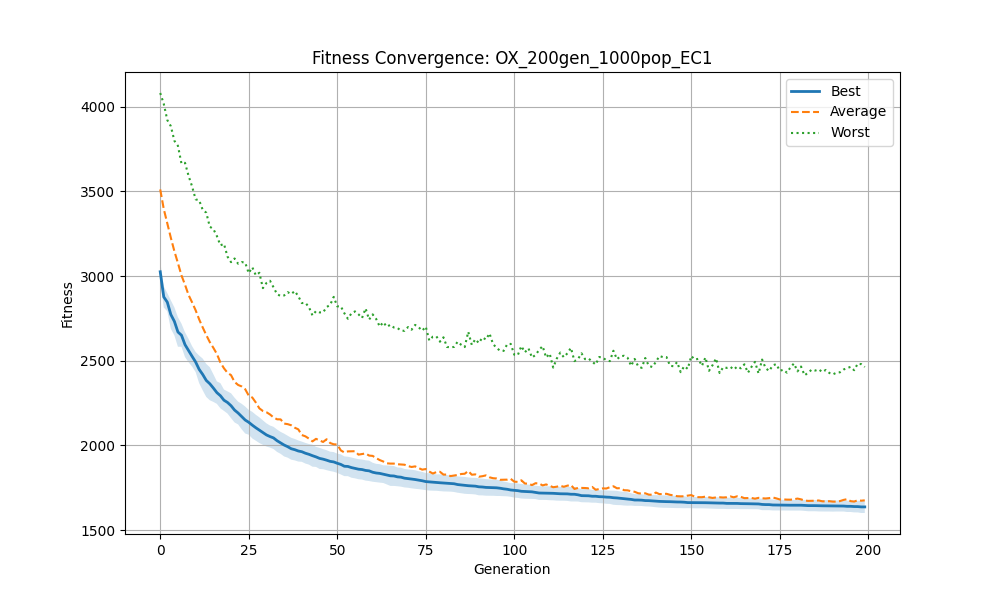 Fitness Convergence: OX_200gen_1000pop_EC1
Best
Average
Worst
4000
3500
3000
2500
2000
1500
Fitness
0 25 50 75 100 125 150 175 200
Generation